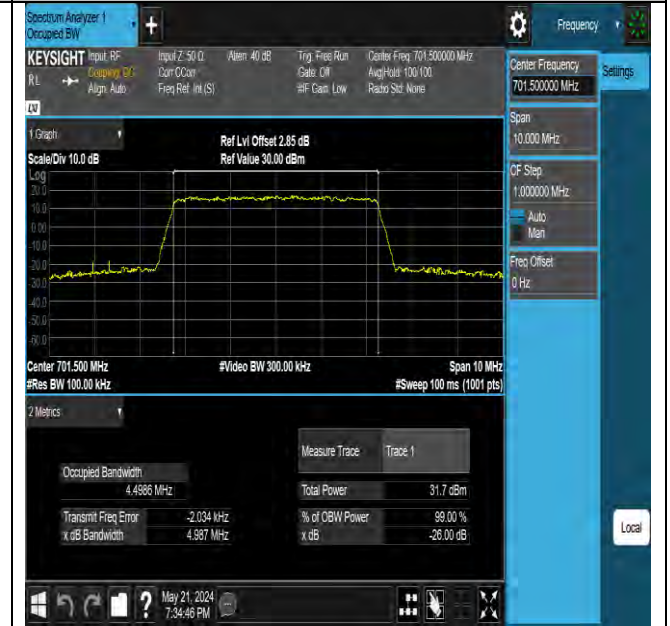 Spectrum Analyzer 1
Occupied BW
+
Frequency
KEYSIGHT
Input: RF
Coupling: DC
Align: Auto
Input Z: 50 Ω
Corr CCorr
Freq Ref: Int (S)
Atten: 40 dB
Trig: Free Run
Gate: Off
#IF Gain: Low
Center Freq: 701.500000 MHz
Avg|Hold: 100/100
Radio Std: None
RL
LXI
1 Graph
Scale/Div 10.0 dB
Ref Lvl Offset 2.85 dB
Ref Value 30.00 dBm
Log
20.0
10.0
0.00
-10.0
-20.0
-30.0
-40.0
-50.0
-60.0
Center 701.500 MHz
#Video BW 300.00 kHz
Span 10 MHz
#Res BW 100.00 kHz
#Sweep 100 ms (1001 pts)
2 Metrics
Measure Trace
Trace 1
Occupied Bandwidth
4.4986 MHz
Total Power
31.7 dBm
Transmit Freq Error
-2.034 kHz
% of OBW Power
99.00 %
x dB Bandwidth
4.987 MHz
x dB
-26.00 dB
Center Frequency
701.500000 MHz
Settings
Span
10.000 MHz
CF Step
1.000000 MHz
Auto
Man
Freq Offset
0 Hz
Local
?
May 21, 2024
7:34:46 PM